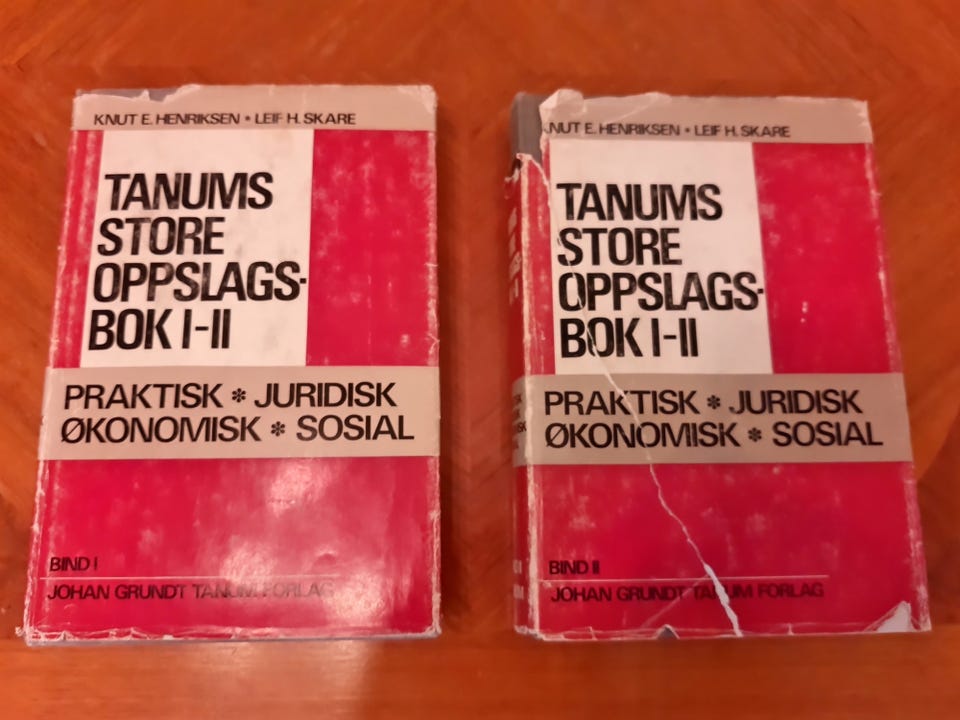 KNUT E. HENRIKSEN * LEIF H. SKARE
TANUMS
STORE
OPPSLAGS-
BOK I-II
PRAKTISK * JURIDISK
ØKONOMISK * SOSIAL
BIND I
JOHAN GRUNDT TANUM FORLAG
KNUT E. HENRIKSEN * LEIF H. SKARE
TANUMS
STORE
OPPSLAGS-
BOK I-II
PRAKTISK * JURIDISK
ØKONOMISK * SOSIAL
BIND II
JOHAN GRUNDT TANUM FORLAG